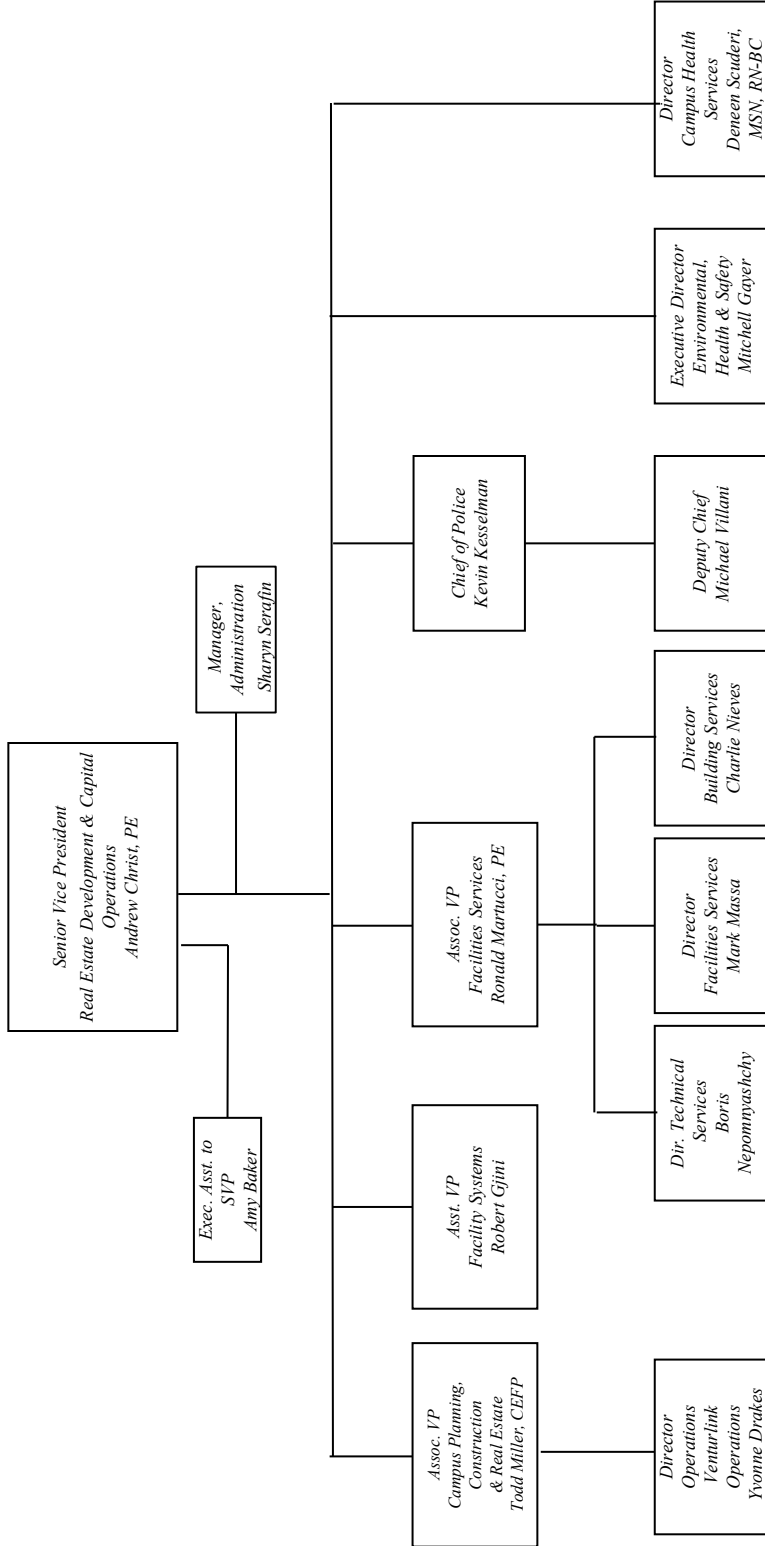 Senior Vice President
Real Estate Development & Capital
Operations
Andrew Christ, PE
Exec. Asst. to
SVP
Amy Baker
Manager,
Administration
Sharyn Serafin
Assoc. VP
Campus Planning,
Construction
& Real Estate
Todd Miller, CEFP
Asst. VP
Facility Systems
Robert Gjini
Assoc. VP
Facilities Services
Ronald Martucci, PE
Chief of Police
Kevin Kesselman
Director
Operations
Venturlink
Operations
Yvonne Drakes
Dir. Technical
Services
Boris
Nepomnyashchy
Director
Facilities Services
Mark Massa
Director
Building Services
Charlie Nieves
Deputy Chief
Michael Villani
Executive Director
Environmental,
Health & Safety
Mitchell Gayer
Director
Campus Health
Services
Deneen Scuderi,
MSN, RN-BC